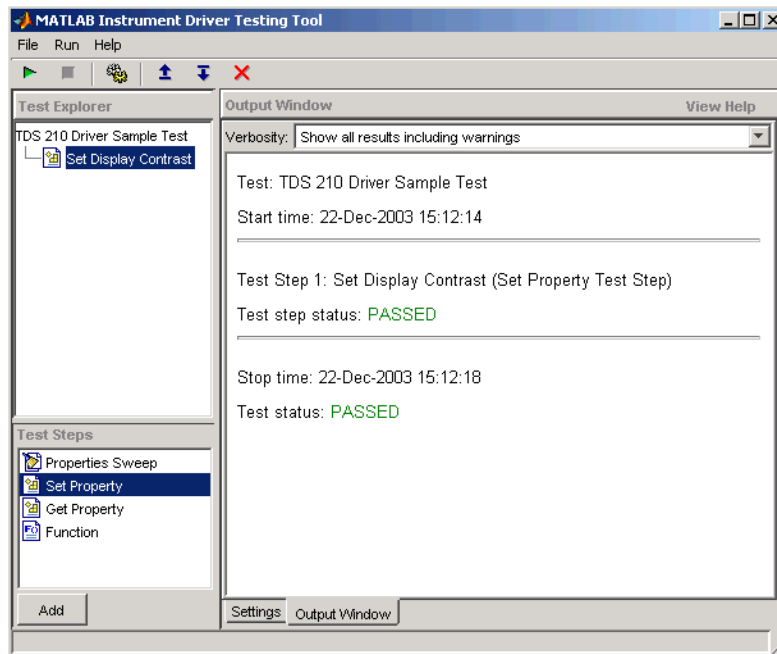 MATLAB Instrument Driver Testing Tool
File Run Help
Test Explorer
TDS 210 Driver Sample Test
Set Display Contrast
Test Steps
Properties Sweep
Set Property
Get Property
Function
Add
Output Window View Help
Verbosity: Show all results including warnings
Test: TDS 210 Driver Sample Test
Start time: 22-Dec-2003 15:12:14
Test Step 1: Set Display Contrast (Set Property Test Step)
Test step status: PASSED
Stop time: 22-Dec-2003 15:12:18
Test status: PASSED
Settings Output Window